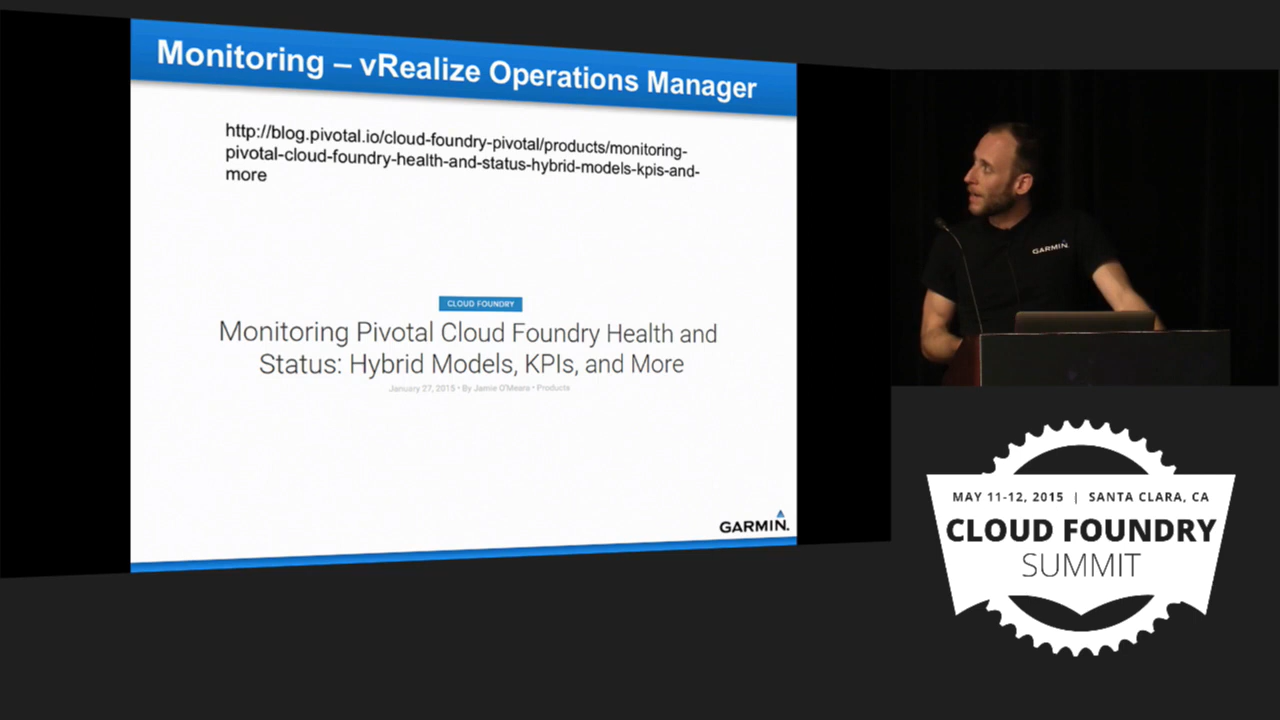 Monitoring – vRealize Operations Manager
http://blog.pivotal.io/cloud-foundry-pivotal/products/monitoring-
pivotal-cloud-foundry-health-and-status-hybrid-models-kpis-and-
more
CLOUD FOUNDRY
Monitoring Pivotal Cloud Foundry Health and
Status: Hybrid Models, KPIs, and More
January 27, 2015 • By Jamie O'Meara • Products
GARMIN.
GARMIN.
MAY 11-12, 2015 | SANTA CLARA, CA
CLOUD FOUNDRY
SUMMIT